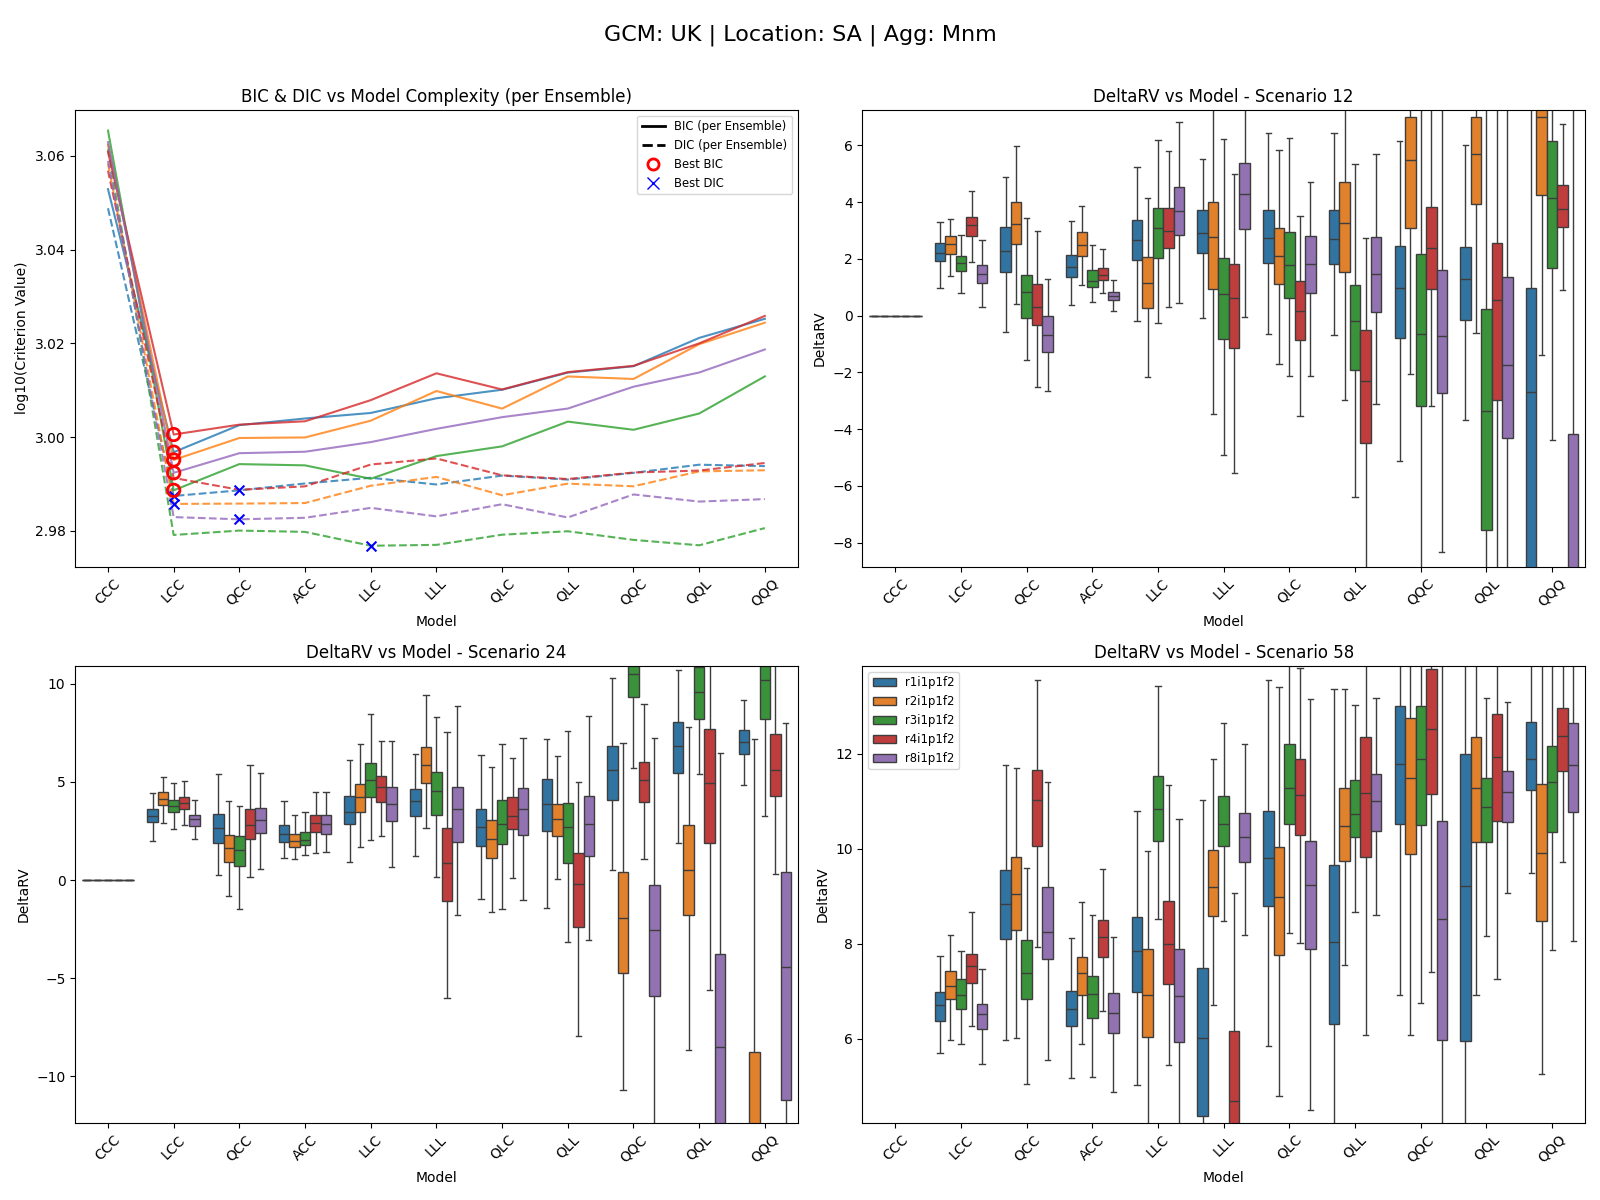 GCM: UK | Location: SA | Agg: Mnm
BIC & DIC vs Model Complexity (per Ensemble)
log10(Criterion Value)
3.06
3.04
3.02
3.00
2.98
BIC (per Ensemble)
DIC (per Ensemble)
Best BIC
Best DIC
CCC LCC QCC ACC LLC LLL QLC QLL QQC QQL QQQ
Model
DeltaRV vs Model - Scenario 12
DeltaRV
6
4
2
0
−2
−4
−6
−8
CCC LCC QCC ACC LLC LLL QLC QLL QQC QQL QQQ
Model
DeltaRV vs Model - Scenario 24
DeltaRV
10
5
0
−5
−10
CCC LCC QCC ACC LLC LLL QLC QLL QQC QQL QQQ
Model
DeltaRV vs Model - Scenario 58
DeltaRV
12
10
8
6
r1i1p1f2
r2i1p1f2
r3i1p1f2
r4i1p1f2
r8i1p1f2
CCC LCC QCC ACC LLC LLL QLC QLL QQC QQL QQQ
Model